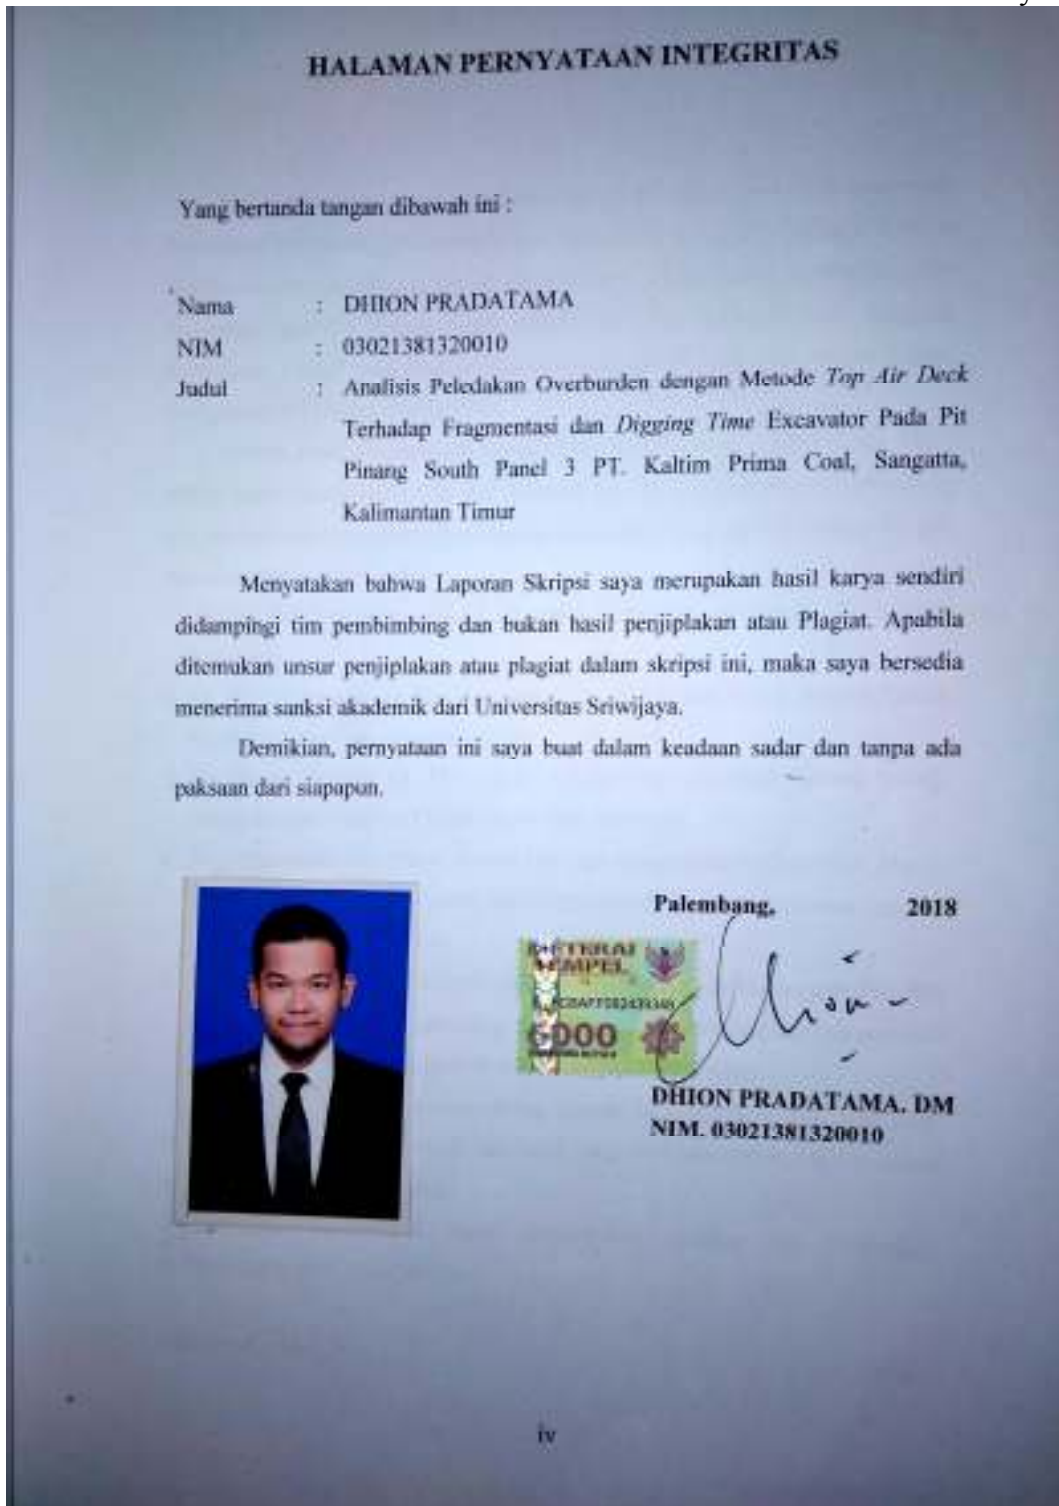 HALAMAN PERNYATAAN INTEGRITAS
Yang bertanda tangan dibawah ini :
Nama : DHION PRADATAMA
NIM : 03021381320010
Judul : Analisis Peledakan Overburden dengan Metode Top Air Deck
Terhadap Fragmentasi dan Digging Time Excavator Pada Pit
Pinang South Panel 3 PT. Kaltim Prima Coal, Sangatta,
Kalimantan Timur
Menyatakan bahwa Laporan Skripsi saya merupakan hasil karya sendiri
didampingi tim pembimbing dan bukan hasil penjiplakan atau Plagiat. Apabila
ditemukan unsur penjiplakan atau plagiat dalam skripsi ini, maka saya bersedia
menerima sanksi akademik dari Universitas Sriwijaya.
Demikian, pernyataan ini saya buat dalam keadaan sadar dan tanpa ada
paksaan dari siapapun.
Palembang, 2018
METERAI
TEMPEL
6000
DHION PRADATAMA. DM
NIM. 03021381320010
iv